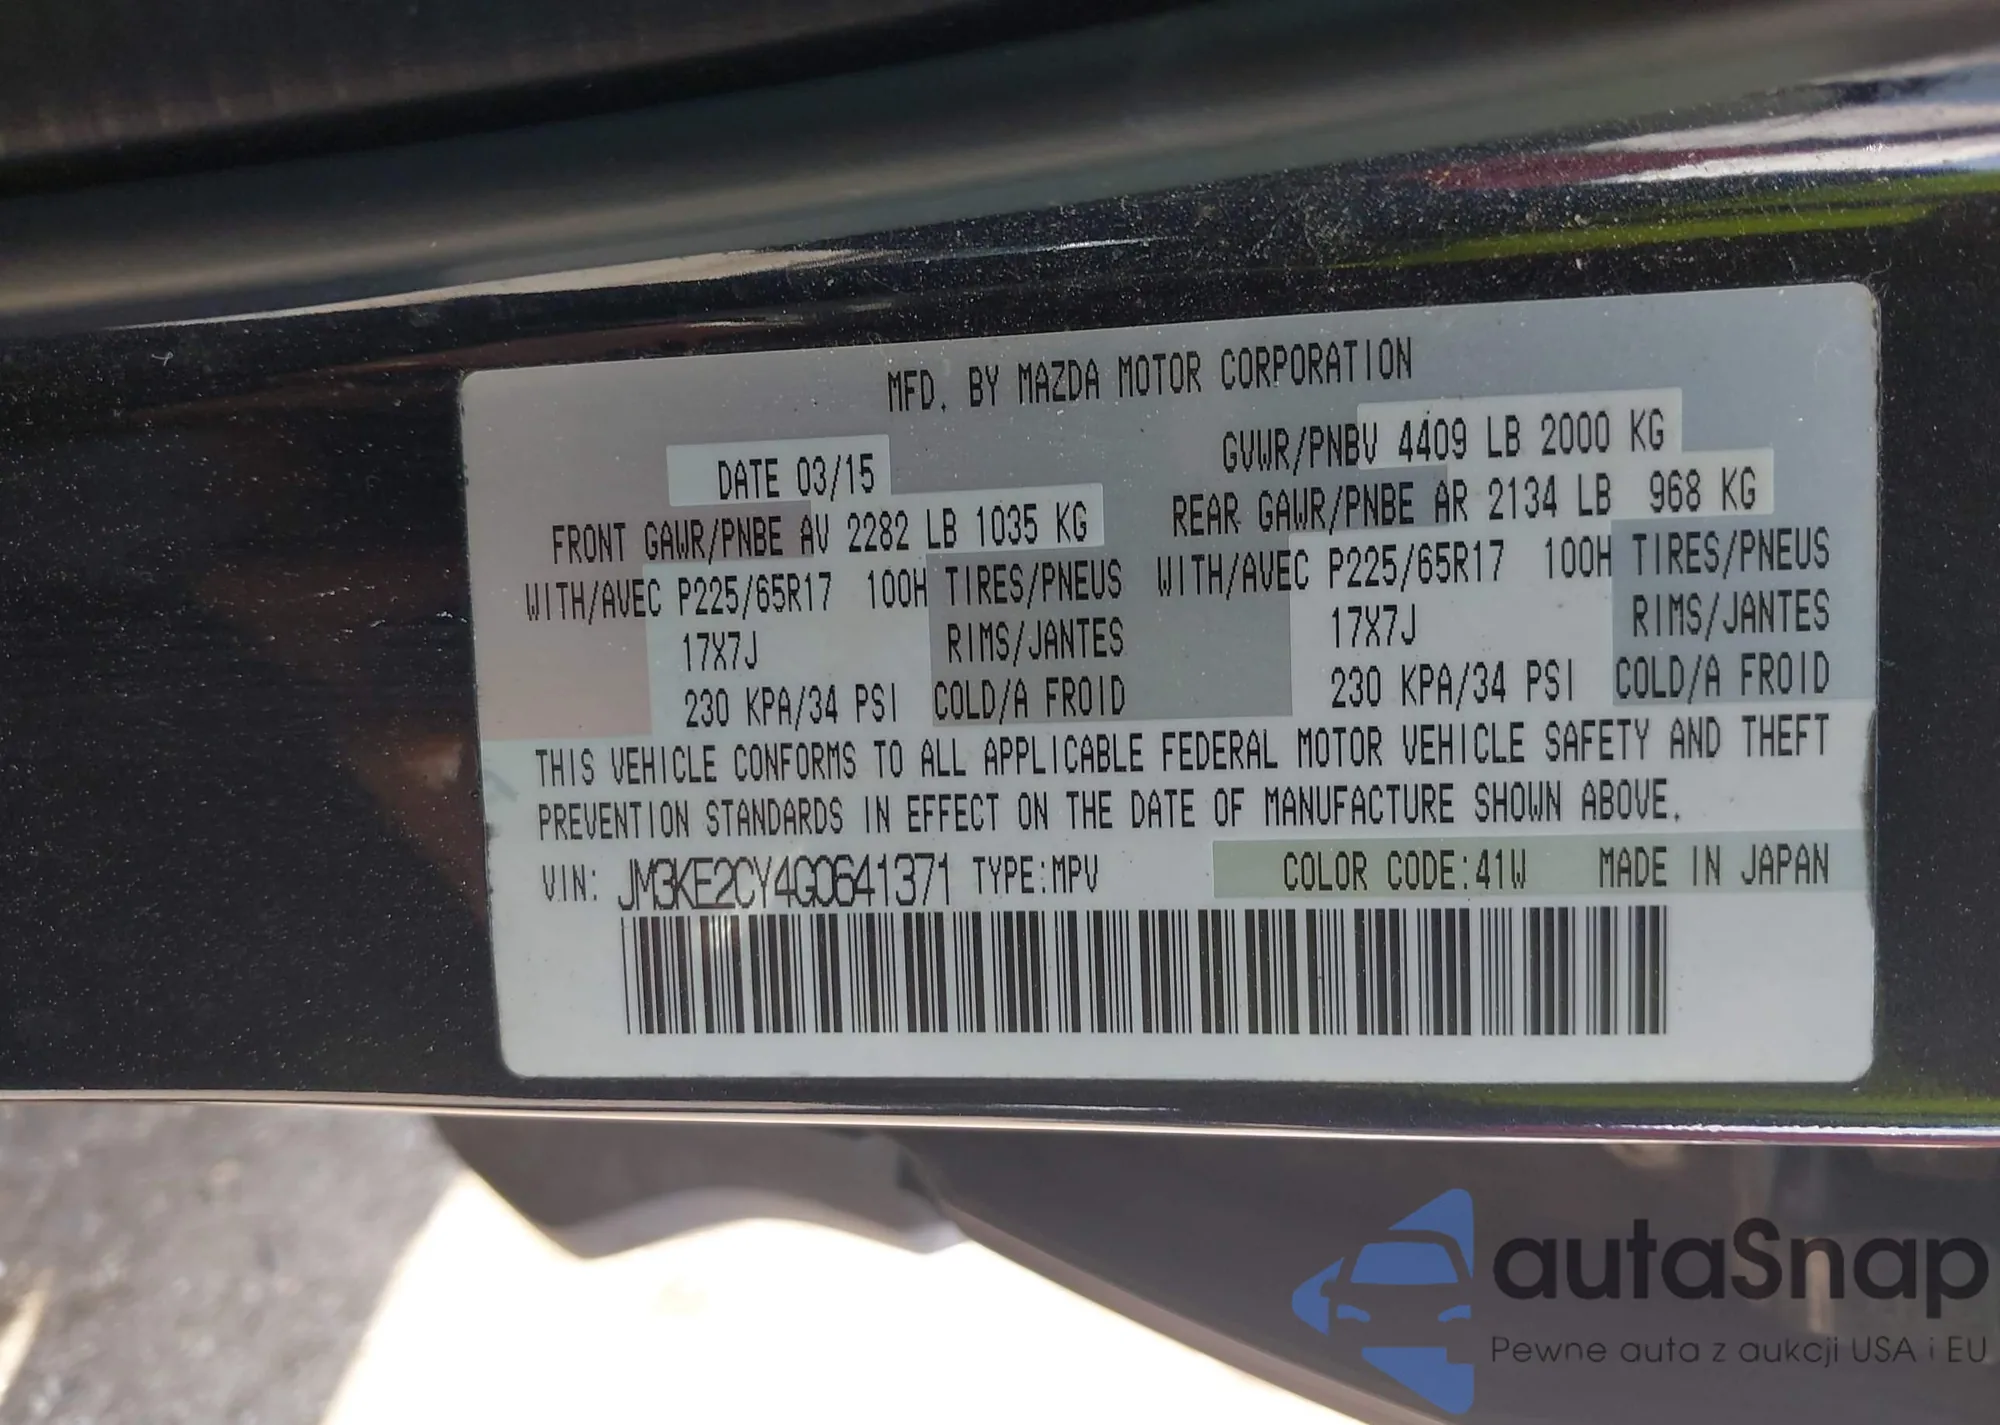 MFD. BY MAZDA MOTOR CORPORATION
DATE 03/15 GVWR/PNBV 4409 LB 2000 KG
FRONT GAWR/PNBE AV 2282 LB 1035 KG REAR GAWR/PNBE AR 2134 LB 968 KG
WITH/AVEC P225/65R17 100H TIRES/PNEUS WITH/AVEC P225/65R17 100H TIRES/PNEUS
17X7J RIMS/JANTES 17X7J RIMS/JANTES
230 KPA/34 PSI COLD/A FROID 230 KPA/34 PSI COLD/A FROID
THIS VEHICLE CONFORMS TO ALL APPLICABLE FEDERAL MOTOR VEHICLE SAFETY AND THEFT
PREVENTION STANDARDS IN EFFECT ON THE DATE OF MANUFACTURE SHOWN ABOVE.
VIN: JM3KE2CY4G0641371 TYPE:MPV COLOR CODE:41W MADE IN JAPAN
autaSnap
Pewne auta z aukcji USA i EU